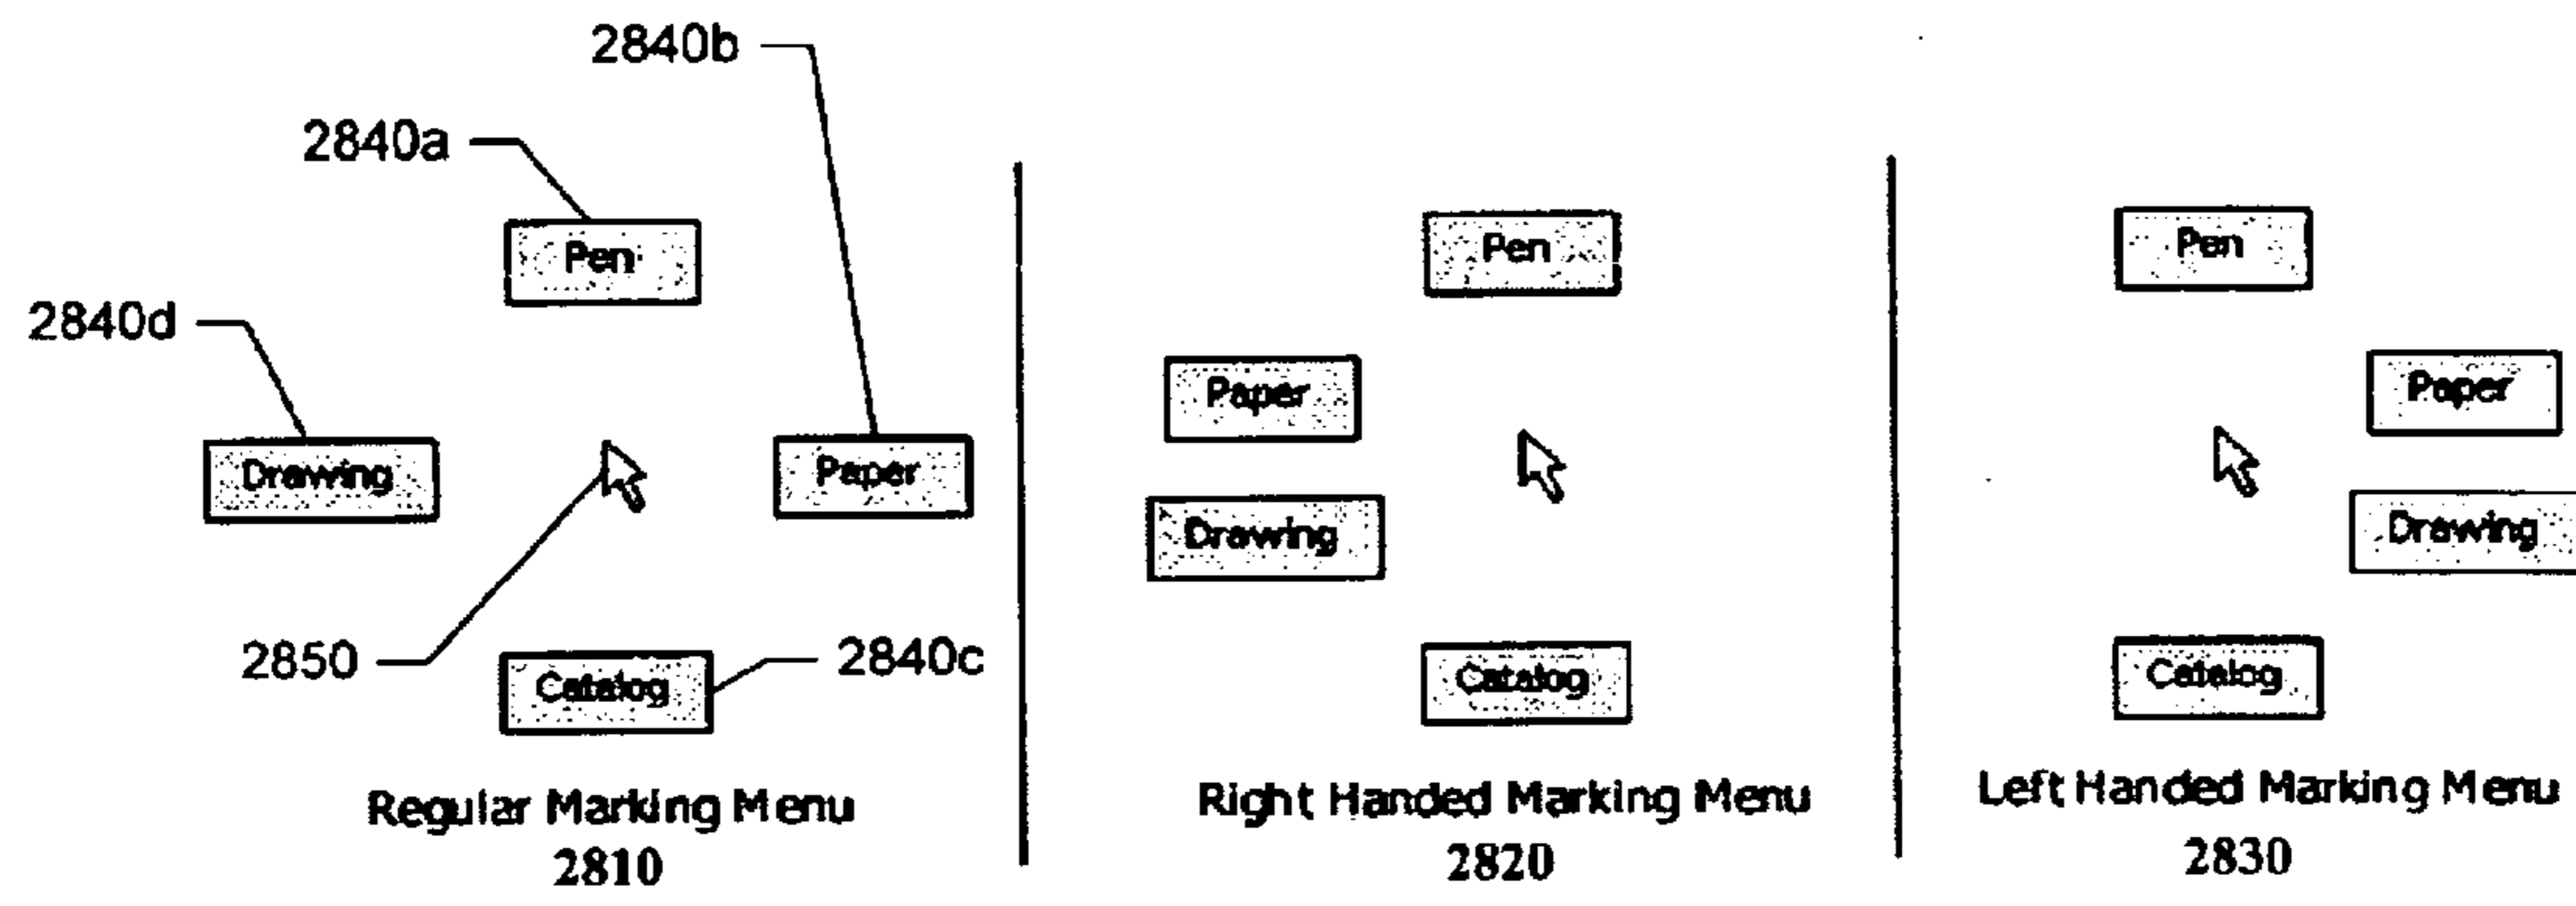 2840b
2840a
Pen
2840d
Drawing
Paper
2850
Catalog
2840c
Regular Marking Menu
2810
Pen
Paper
Drawing
Catalog
Right Handed Marking Menu
2820
Pen
Paper
Drawing
Catalog
Left Handed Marking Menu
2830